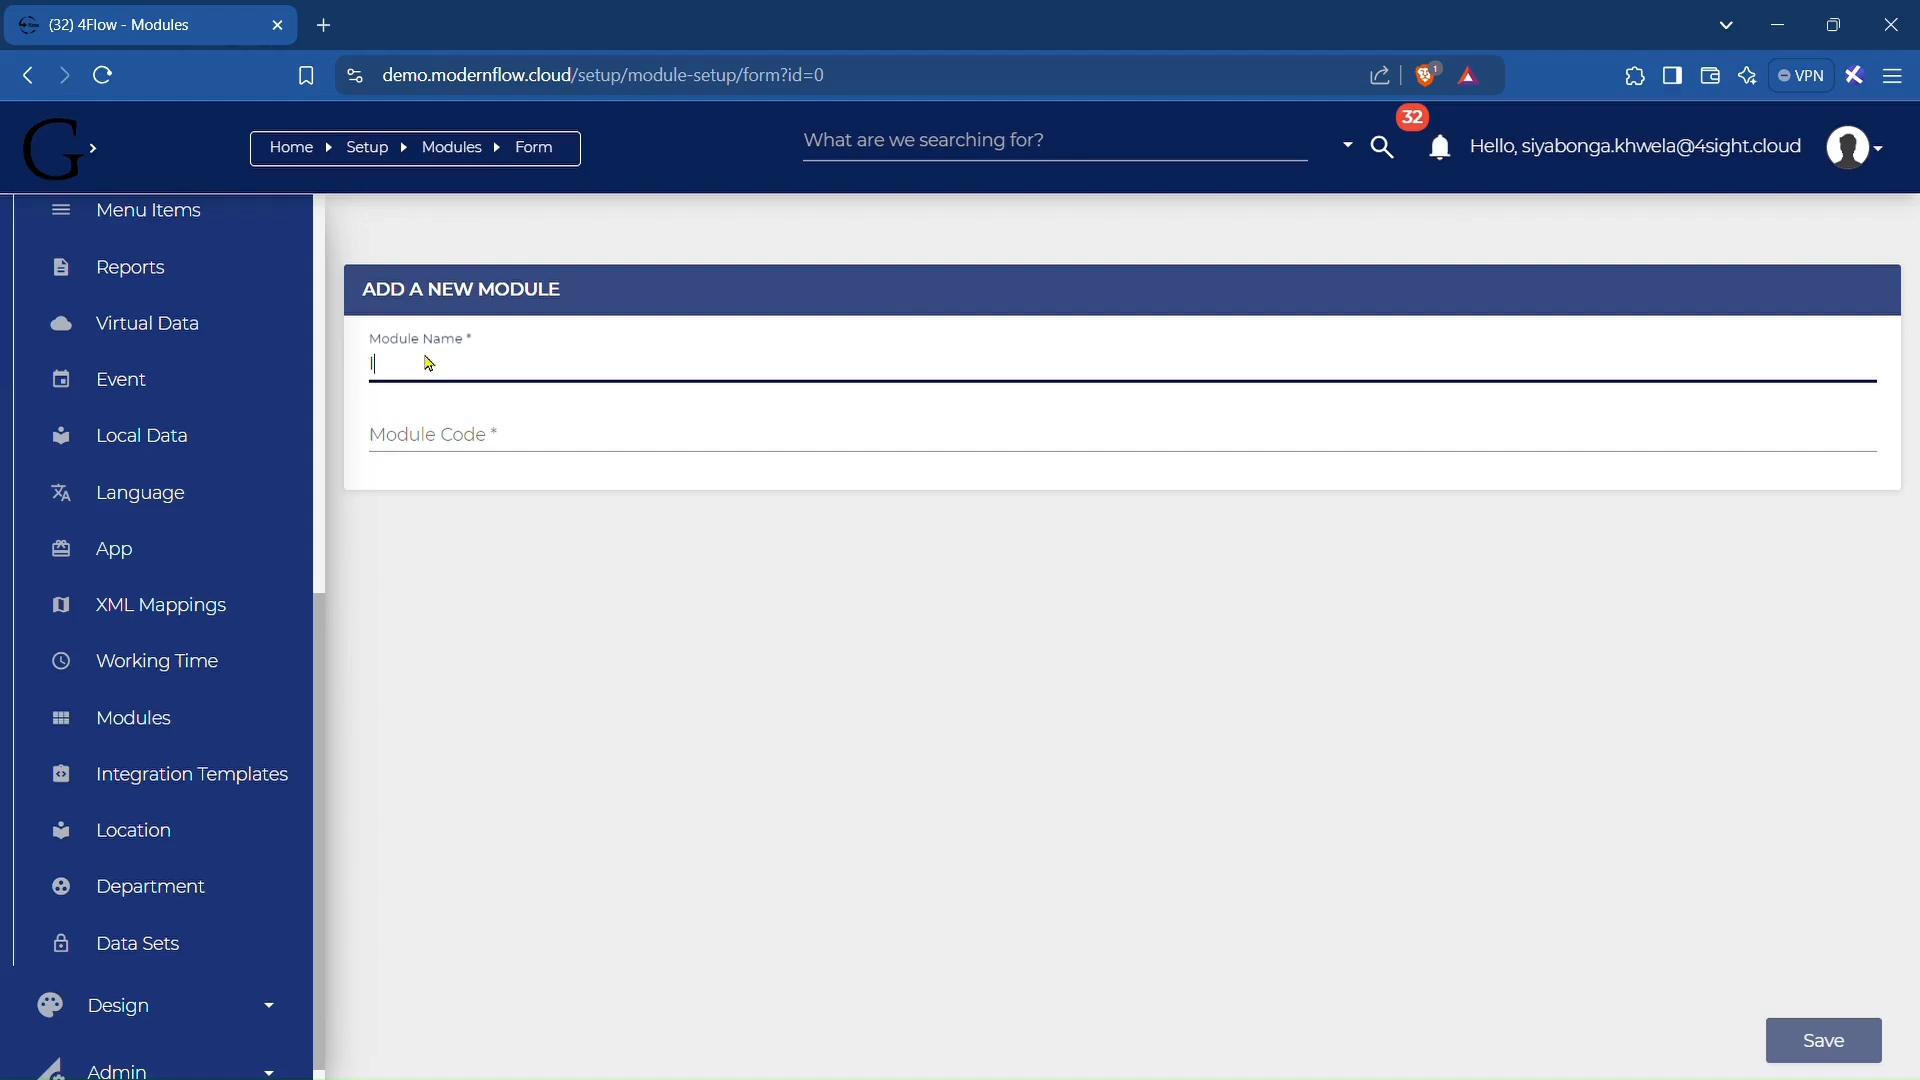 (32) 4Flow - Modules
demo.modernflow.cloud/setup/module-setup/form?id=0
1
VPN
G
Home Setup Modules Form
What are we searching for?
32
Hello, siyabonga.khwela@4sight.cloud
Menu Items
Reports
Virtual Data
Event
Local Data
Language
App
XML Mappings
Working Time
Modules
Integration Templates
Location
Department
Data Sets
Design
Admin
ADD A NEW MODULE
Module Name *
Module Code *
Save